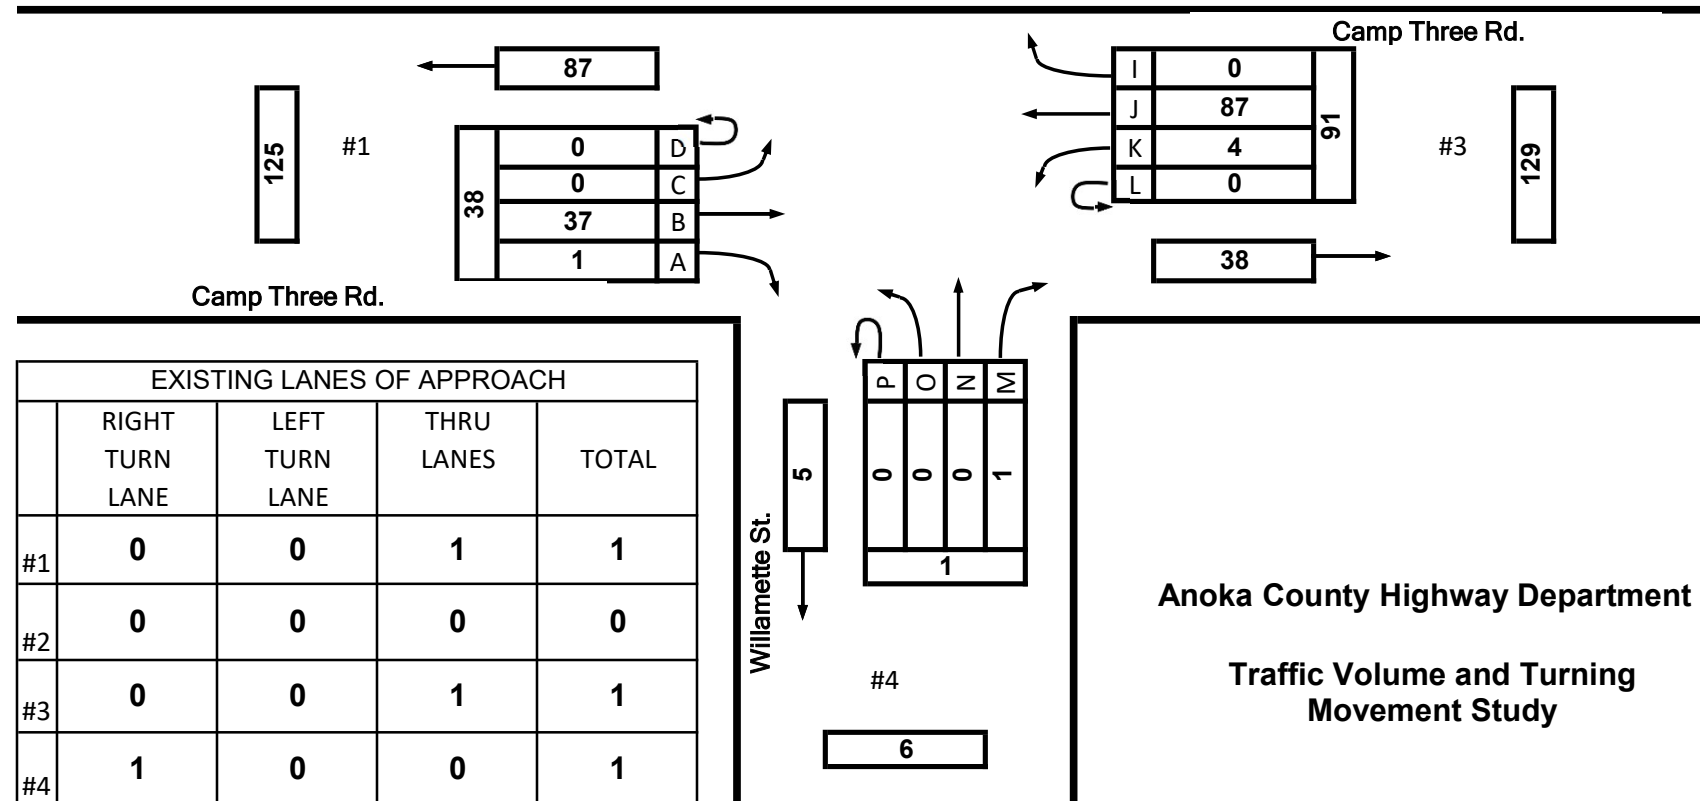 Camp Three Rd.
87
I 0
J 87
K 4
L 0
91
#3
129
38
125
#1
38
0 D
0 C
37 B
1 A
Camp Three Rd.
P O N M
0 0 0 1
1
5
Willamette St.
#4
6
EXISTING LANES OF APPROACH
RIGHT TURN LANE LEFT TURN LANE THRU LANES TOTAL
#1 0 0 1 1
#2 0 0 0 0
#3 0 0 1 1
#4 1 0 0 1
Anoka County Highway Department
Traffic Volume and Turning
Movement Study